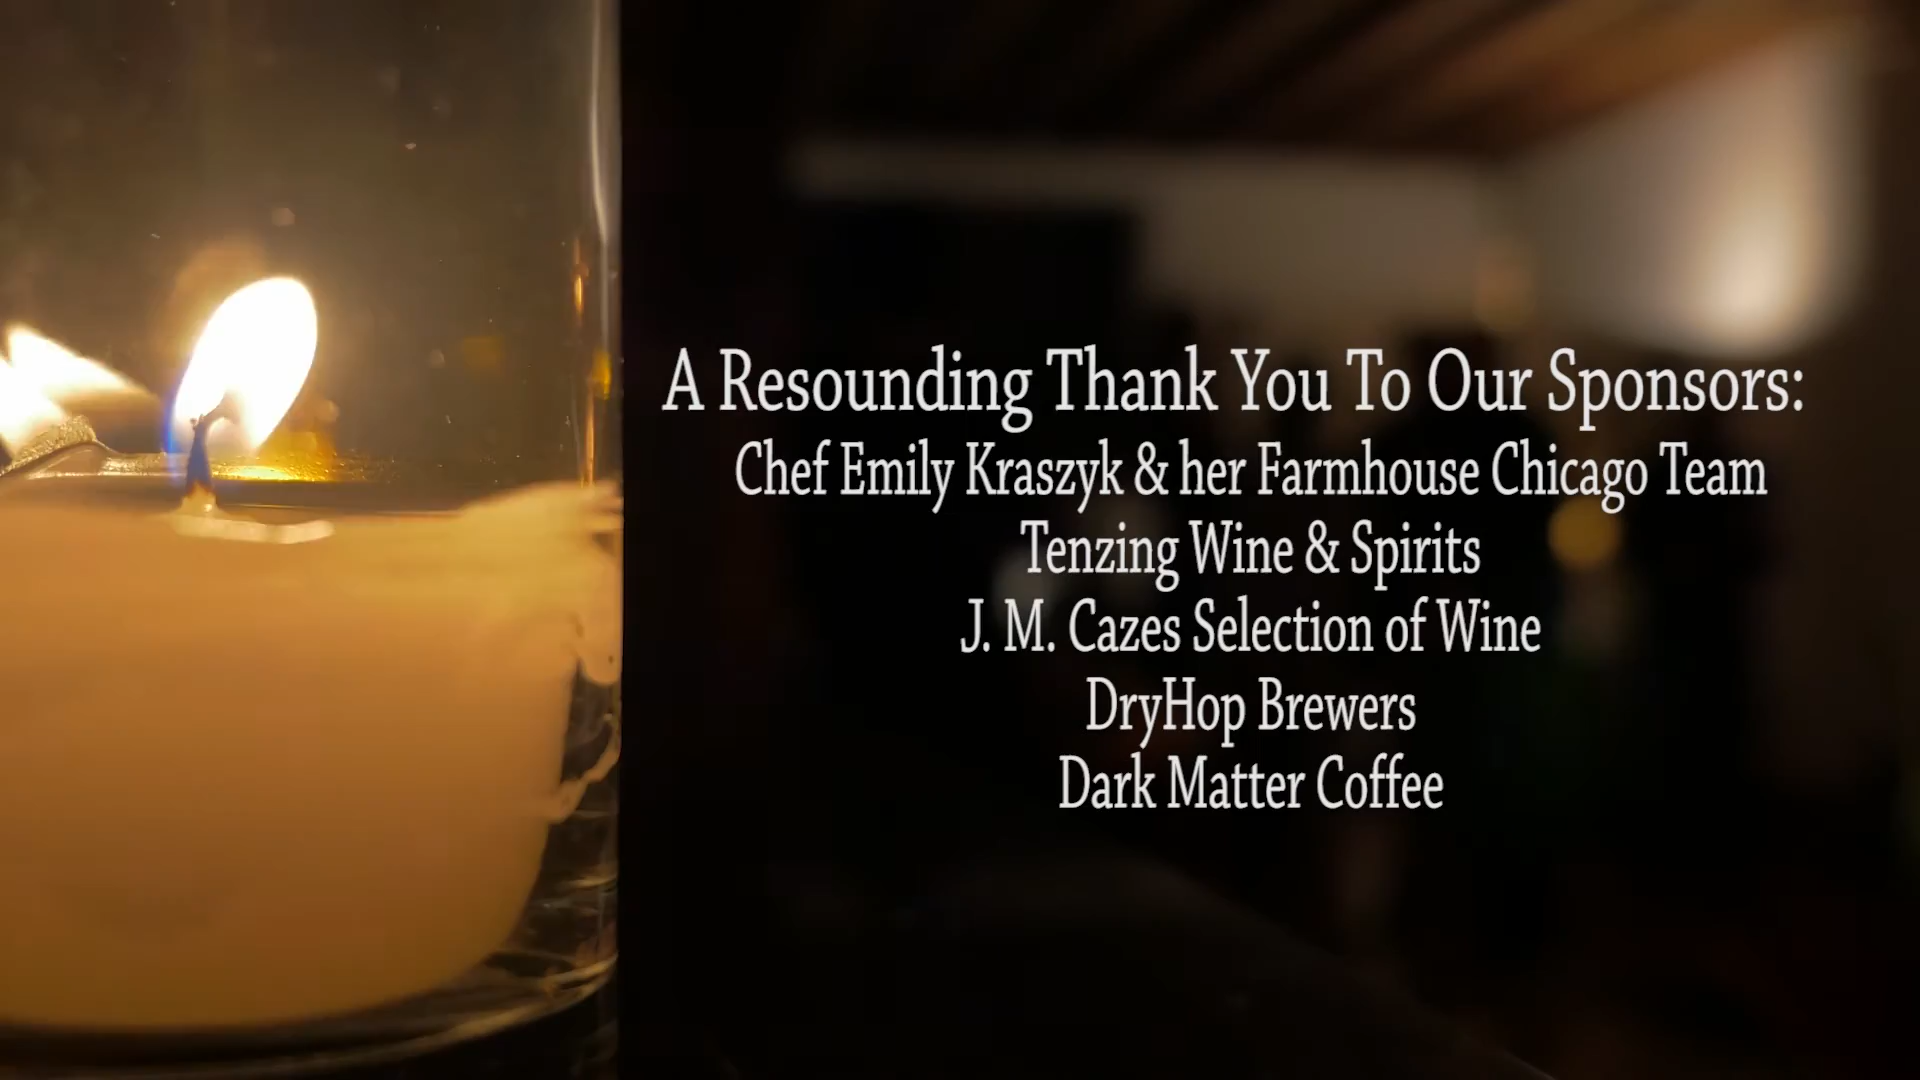 A Resounding Thank You To Our Sponsors:
Chef Emily Kraszyk & her Farmhouse Chicago Team
Tenzing Wine & Spirits
J. M. Cazes Selection of Wine
DryHop Brewers
Dark Matter Coffee